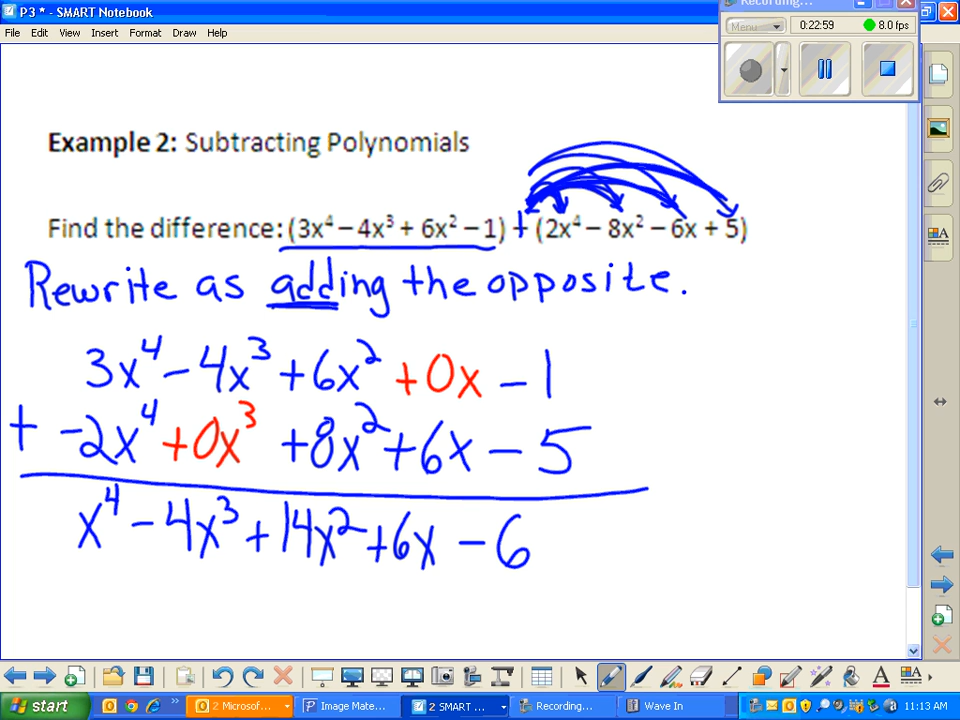 P3 * - SMART Notebook
Recording...
File Edit View Insert Format Draw Help
Menu 0:22:59 8.0 fps
Example 2: Subtracting Polynomials
Find the difference: (3x⁴ – 4x³ + 6x² – 1) + (2x⁴ – 8x² – 6x + 5)
Rewrite as adding the opposite.
3x⁴ - 4x³ + 6x² + 0x - 1
+ -2x⁴ + 0x³ + 8x² + 6x - 5
x⁴ - 4x³ + 14x² + 6x - 6
start 2 Microsof... Image Mate... 2 SMART ... Recording... Wave In 11:13 AM